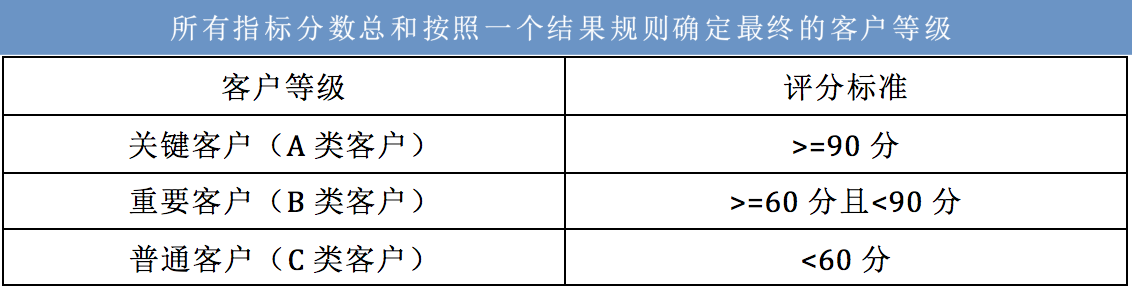 所有指标分数总和按照一个结果规则确定最终的客户等级
客户等级 评分标准
关键客户（A 类客户） >=90 分
重要客户（B 类客户） >=60 分且<90 分
普通客户（C 类客户） <60 分